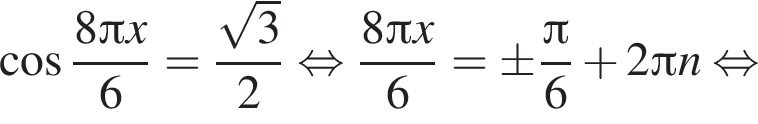 cos 8πx/6 = √3/2 ⇔ 8πx/6 = ±π/6 + 2πn ⇔